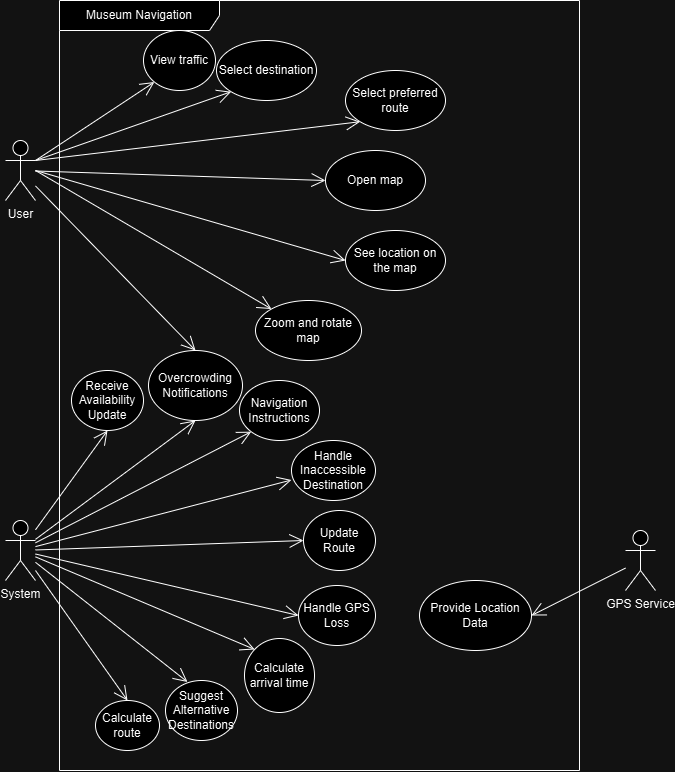 Museum Navigation
View traffic
Select destination
Select preferred
route
User
Open map
See location on
the map
Zoom and rotate
map
Receive
Availability
Update
Overcrowding
Notifications
Navigation
Instructions
Handle
Inaccessible
Destination
Update
Route
System
Handle GPS
Loss
Provide Location
Data
GPS Service
Calculate
arrival time
Suggest
Alternative
Destinations
Calculate
route